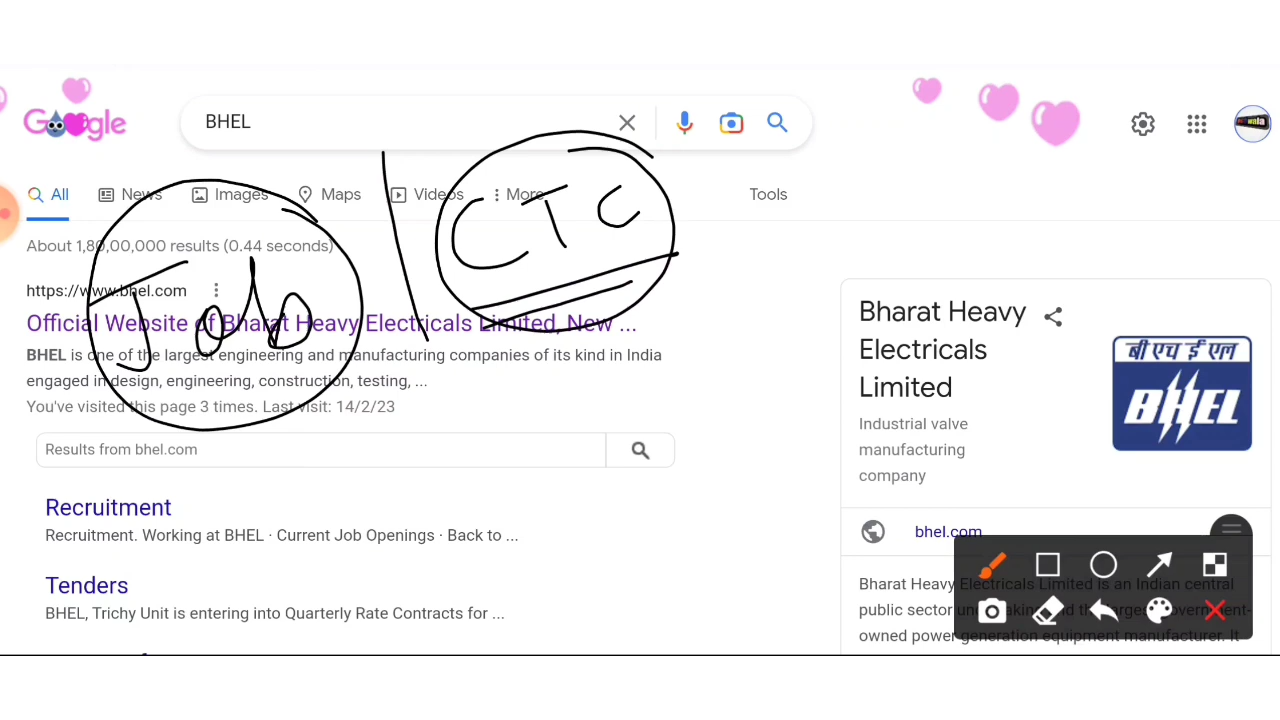 Google
BHEL
All News Images Maps Videos More Tools
About 1,80,00,000 results (0.44 seconds)
CTC
Job
https://www.bhel.com
Official Website of Bharat Heavy Electricals Limited, New ...
BHEL is one of the largest engineering and manufacturing companies of its kind in India
engaged in design, engineering, construction, testing, ...
You've visited this page 3 times. Last visit: 14/2/23
Results from bhel.com
Recruitment
Recruitment. Working at BHEL · Current Job Openings · Back to ...
Tenders
BHEL, Trichy Unit is entering into Quarterly Rate Contracts for ...
Bharat Heavy
Electricals
Limited
Industrial valve
manufacturing
company
बी एच ई एल
BHEL
bhel.com
Bharat Heavy Electricals Limited is an Indian central
public sector undertaking and the largest government-
owned power generation equipment manufacturer. It